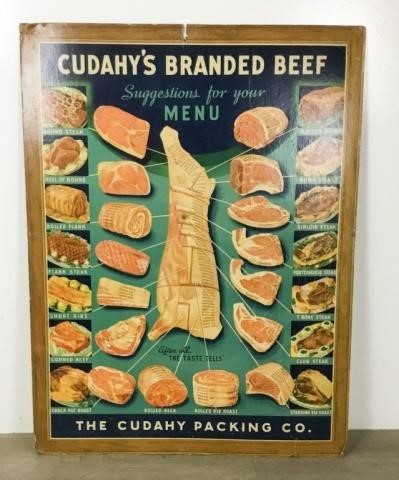 CUDAHY'S BRANDED BEEF
Suggestions for your
MENU
ROUND STEAK
ROLLED RUMP
HEEL OF ROUND
RUMP ROAST
ROLLED FLANK
SIRLOIN STEAK
FLANK STEAK
PORTERHOUSE STEAK
SHORT RIBS
T BONE STEAK
CORNED BEEF
CLUB STEAK
After all,
"THE TASTE TELLS"
CHUCK POT ROAST
ROLLED NECK
ROLLED RIB ROAST
STANDING RIB ROAST
THE CUDAHY PACKING CO.